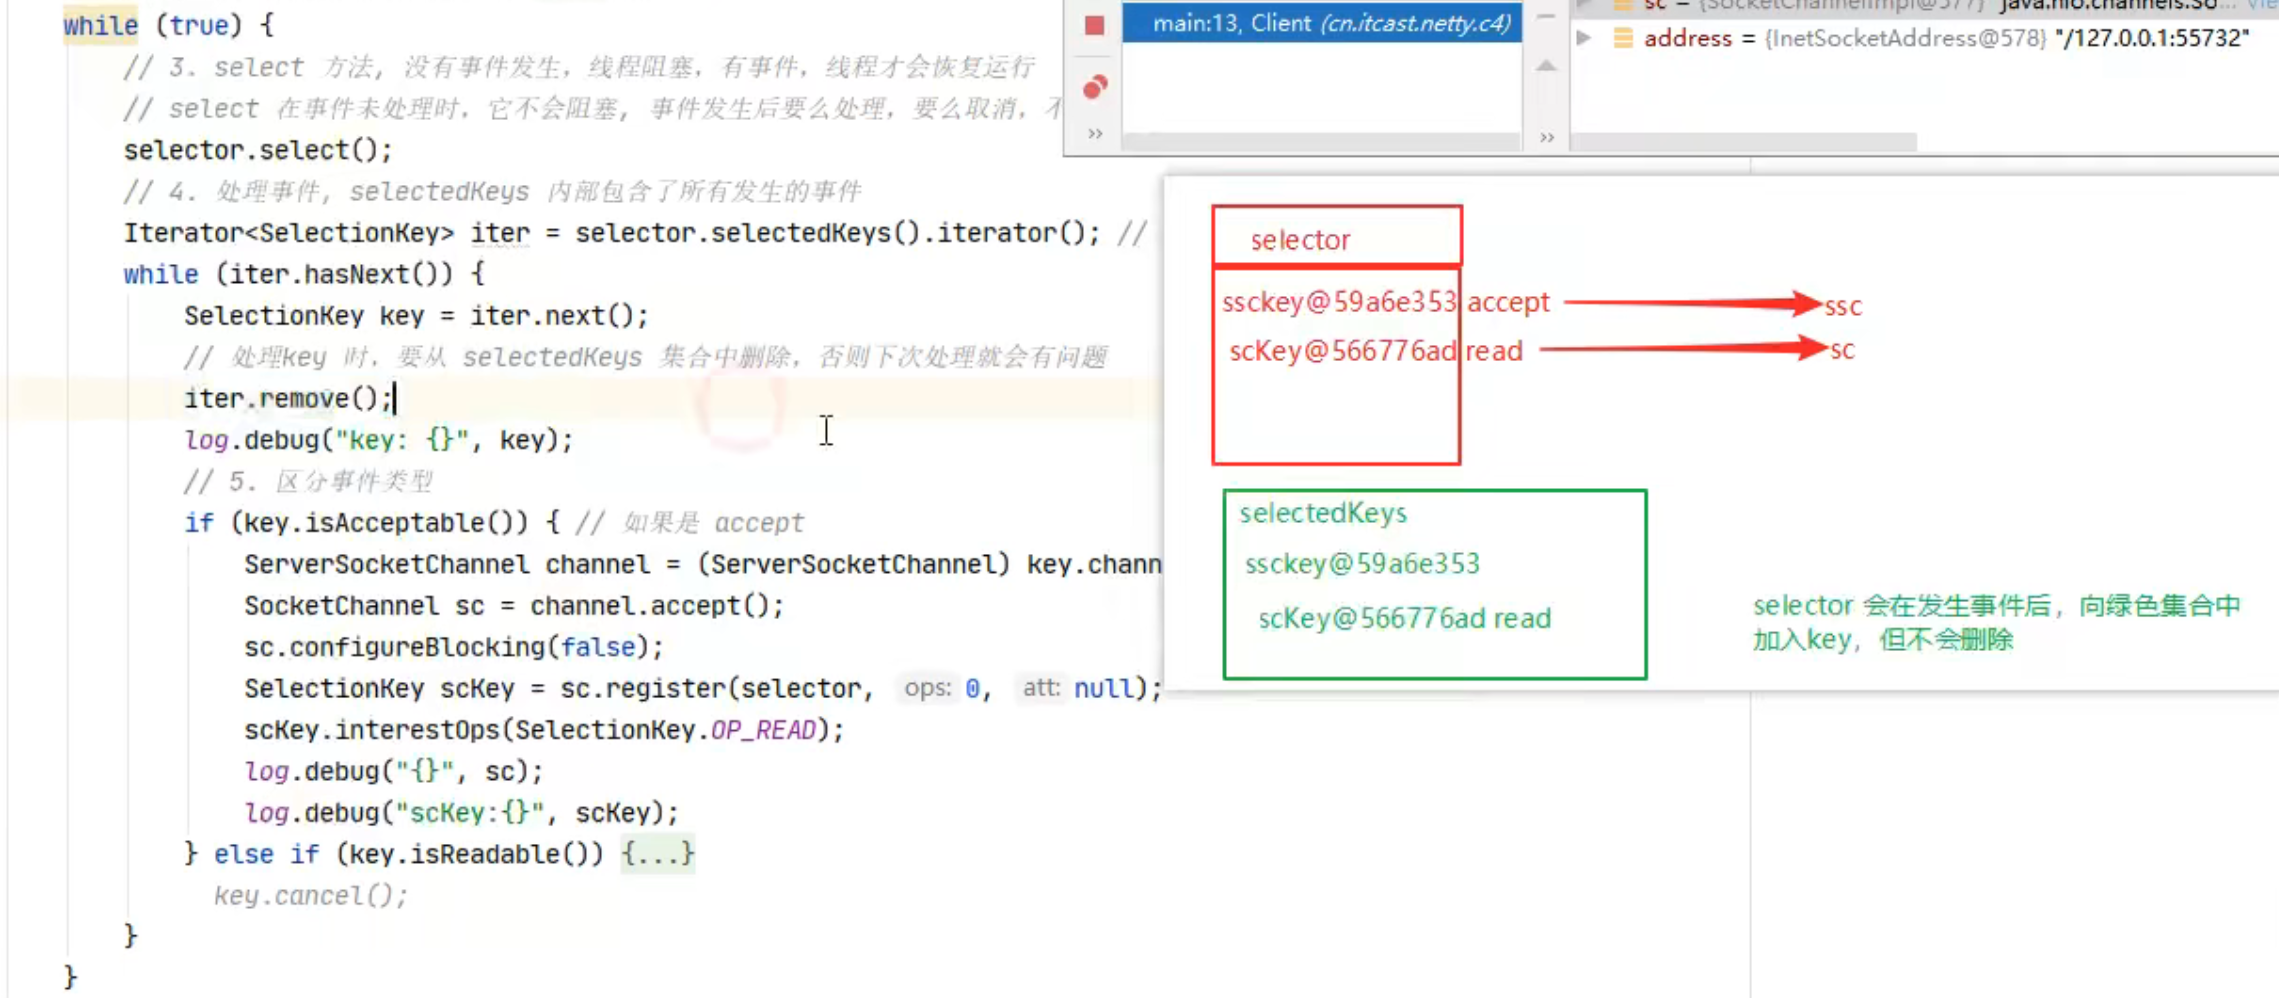 while (true) {
// 3. select 方法, 没有事件发生，线程阻塞，有事件，线程才会恢复运行
// select 在事件未处理时，它不会阻塞, 事件发生后要么处理，要么取消，不
selector.select();
// 4. 处理事件, selectedKeys 内部包含了所有发生的事件
Iterator<SelectionKey> iter = selector.selectedKeys().iterator(); //
while (iter.hasNext()) {
SelectionKey key = iter.next();
// 处理key 时，要从 selectedKeys 集合中删除，否则下次处理就会有问题
iter.remove();
log.debug("key: {}", key);
// 5. 区分事件类型
if (key.isAcceptable()) { // 如果是 accept
ServerSocketChannel channel = (ServerSocketChannel) key.chann
SocketChannel sc = channel.accept();
sc.configureBlocking(false);
SelectionKey scKey = sc.register(selector, ops: 0, att: null);
scKey.interestOps(SelectionKey.OP_READ);
log.debug("{}", sc);
log.debug("scKey:{}", scKey);
} else if (key.isReadable()) {...}
key.cancel();
}
}
main:13, Client (cn.itcast.netty.c4)
sc = {SocketChannelImpl@577} "java.nio.channels.So...
address = {InetSocketAddress@578} "/127.0.0.1:55732"
selector
ssckey@59a6e353 accept
ssc
scKey@566776ad read
sc
selectedKeys
ssckey@59a6e353
scKey@566776ad read
selector 会在发生事件后，向绿色集合中
加入key，但不会删除